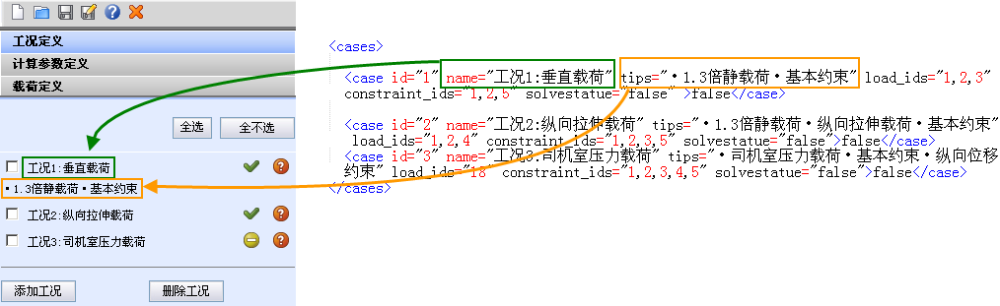 工况定义
计算参数定义
载荷定义
全选
全不选
工况1:垂直载荷
·1.3倍静载荷·基本约束
工况2:纵向拉伸载荷
工况3:司机室压力载荷
添加工况
删除工况
<cases>
<case id="1" name="工况1:垂直载荷" tips="·1.3倍静载荷·基本约束" load_ids="1,2,3"
constraint_ids="1,2,5" solvestatue="false" >false</case>
<case id="2" name="工况2:纵向拉伸载荷" tips="·1.3倍静载荷·纵向拉伸载荷·基本约束"
load_ids="1,2,4" constraint_ids="1,2,3,5" solvestatue="false">false</case>
<case id="3" name="工况3:司机室压力载荷" tips="·司机室压力载荷·基本约束·纵向位移
约束" load_ids="18" constraint_ids="1,2,3,4,5" solvestatue="false">false</case>
</cases>